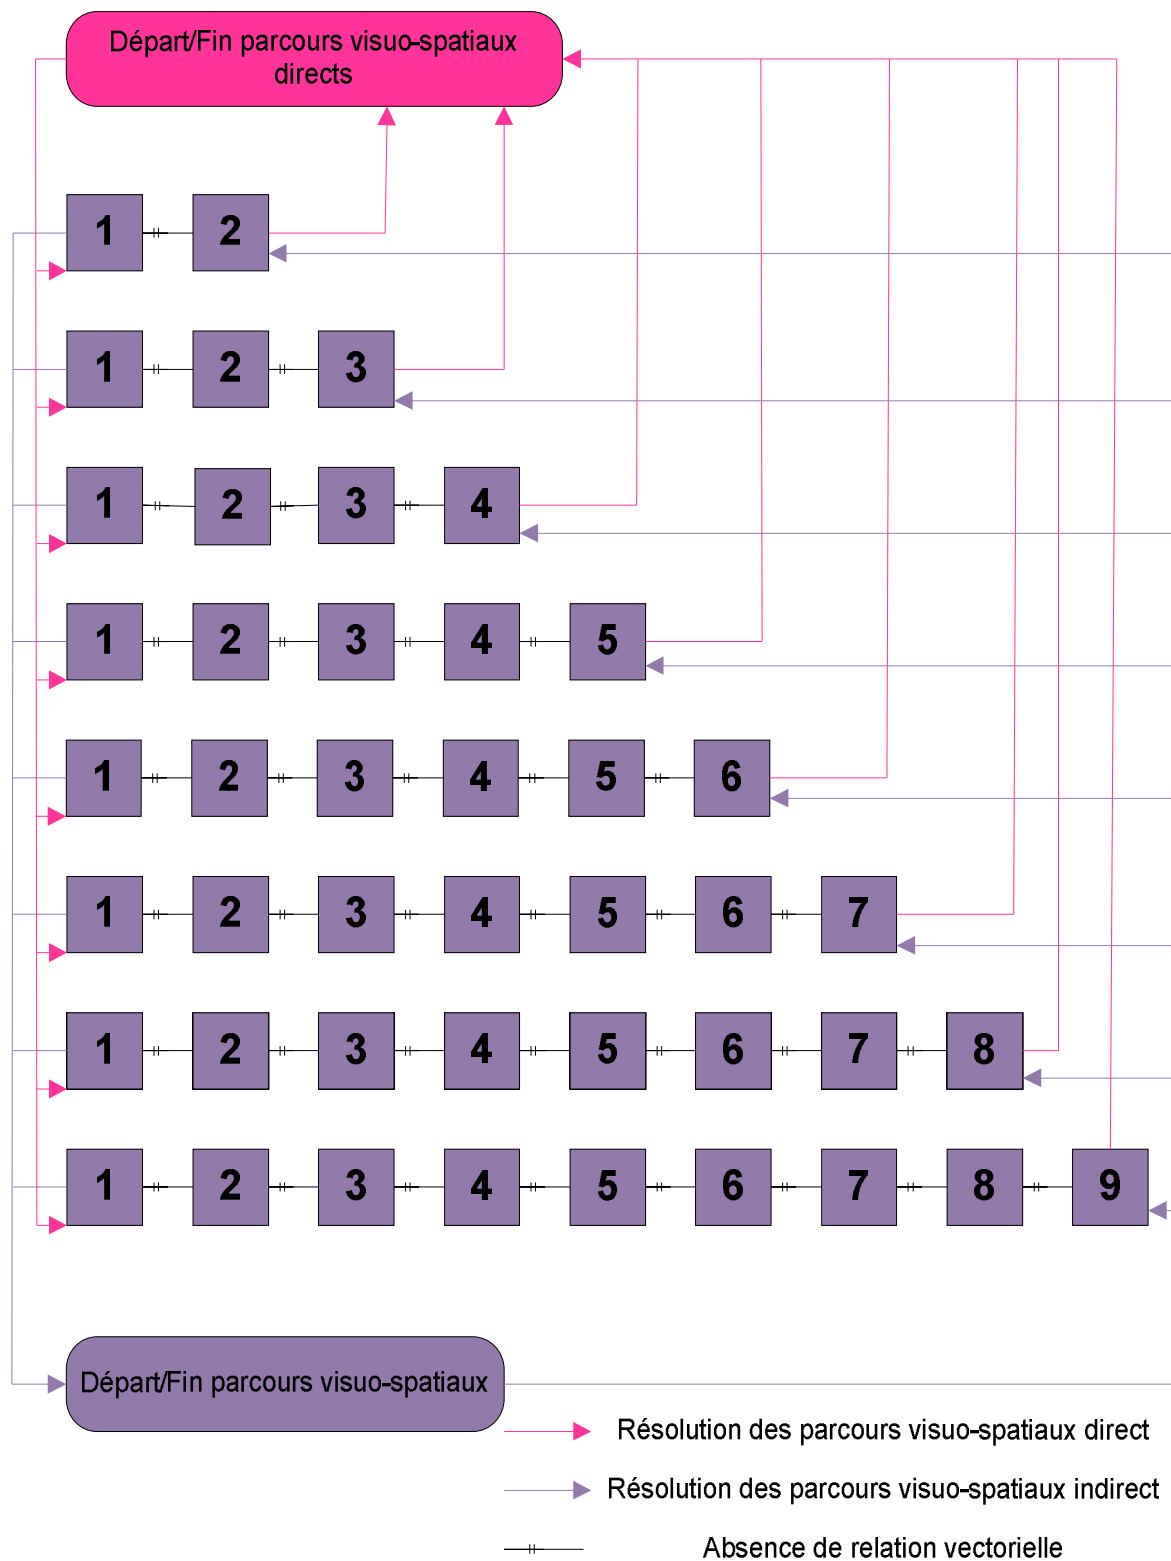 Départ/Fin parcours visuo-spatiaux
directs
1 2
1 2 3
1 2 3 4
1 2 3 4 5
1 2 3 4 5 6
1 2 3 4 5 6 7
1 2 3 4 5 6 7 8
1 2 3 4 5 6 7 8 9
Départ/Fin parcours visuo-spatiaux
Résolution des parcours visuo-spatiaux direct
Résolution des parcours visuo-spatiaux indirect
Absence de relation vectorielle